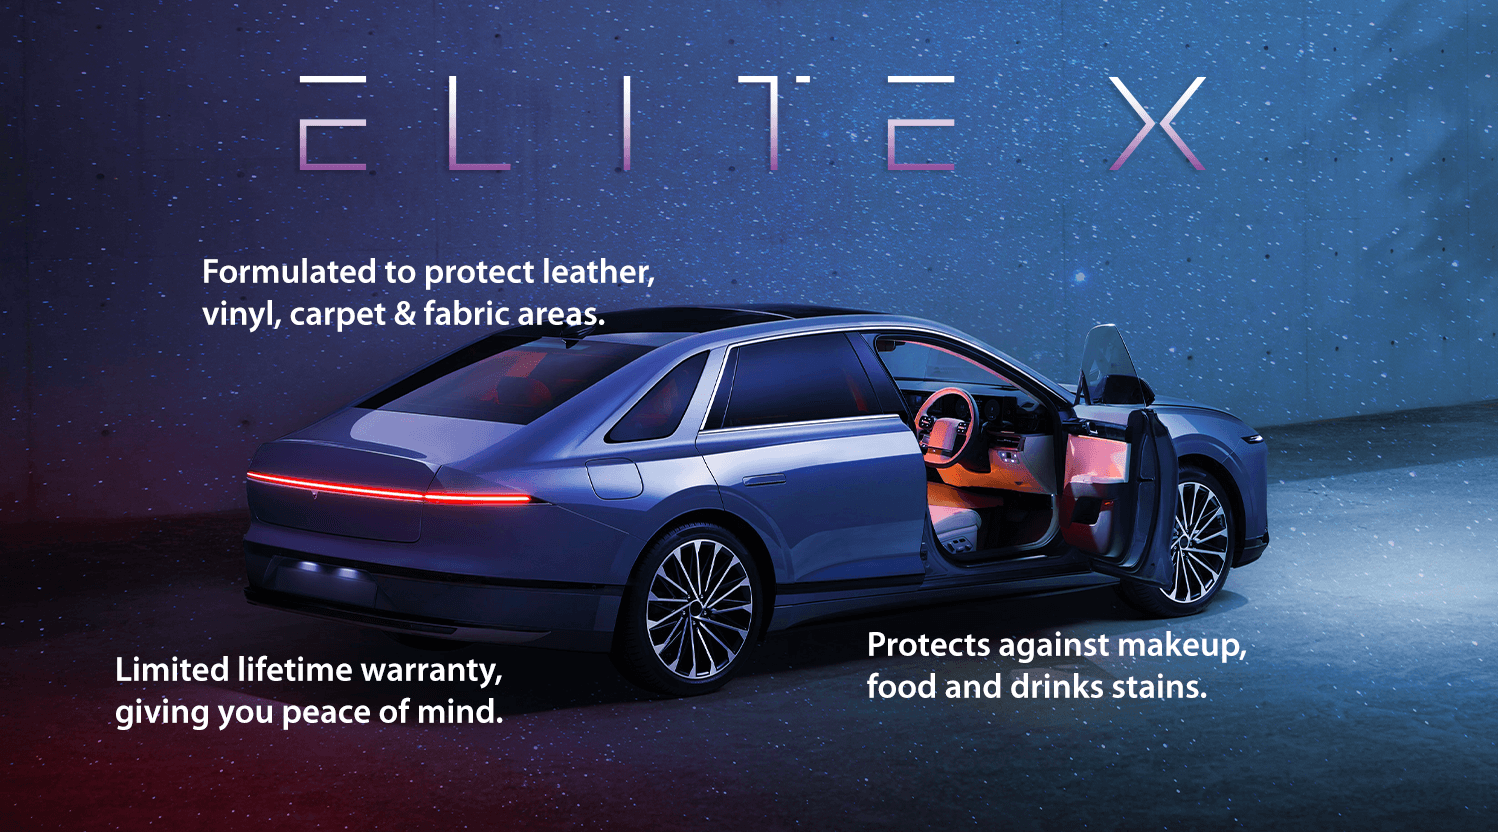 ELITE X
Formulated to protect leather,
vinyl, carpet & fabric areas.
Limited lifetime warranty,
giving you peace of mind.
Protects against makeup,
food and drinks stains.